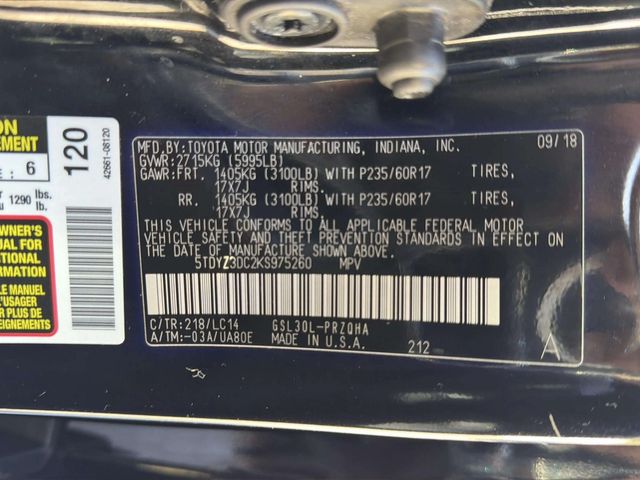 ON
EMENT
: 6
or
u 1290 lbs.
120
42661-08120
WNER'S
UAL FOR
TIONAL
RMATION
LE MANUEL
L'USAGER
R PLUS DE
EIGNEMENTS.
MFD.BY:TOYOTA MOTOR MANUFACTURING, INDIANA, INC. 09/18
GVWR:2715KG (5995LB)
GAWR:FRT. 1405KG (3100LB) WITH P235/60R17 TIRES,
17X7J RIMS.
RR. 1405KG (3100LB) WITH P235/60R17 TIRES,
17X7J RIMS.
THIS VEHICLE CONFORMS TO ALL APPLICABLE FEDERAL MOTOR
VEHICLE SAFETY AND THEFT PREVENTION STANDARDS IN EFFECT ON
THE DATE OF MANUFACTURE SHOWN ABOVE.
5TDYZ3DC2KS975260 MPV
C/TR:218/LC14 GSL30L-PRZQHA
A/TM:-03A/UA80E MADE IN U.S.A. 212 A